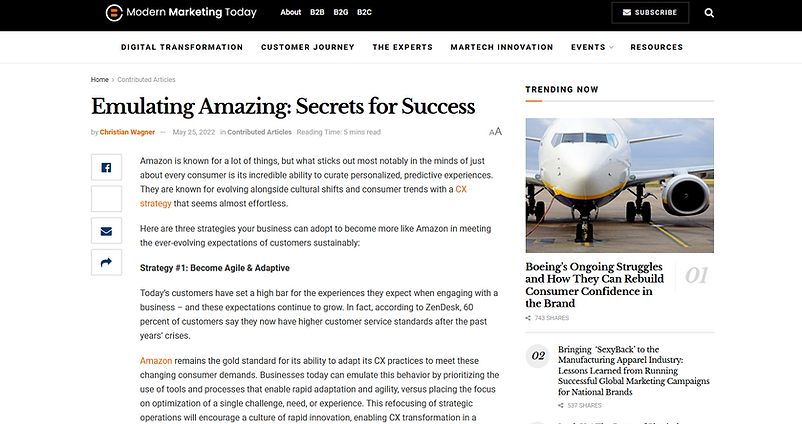 Modern Marketing Today
About B2B B2G B2C
SUBSCRIBE
DIGITAL TRANSFORMATION CUSTOMER JOURNEY THE EXPERTS MARTECH INNOVATION EVENTS RESOURCES
Home > Contributed Articles
Emulating Amazing: Secrets for Success
by Christian Wagner — May 25, 2022 in Contributed Articles Reading Time: 5 mins read
AA
Amazon is known for a lot of things, but what sticks out most notably in the minds of just
about every consumer is its incredible ability to curate personalized, predictive experiences.
They are known for evolving alongside cultural shifts and consumer trends with a CX
strategy that seems almost effortless.
Here are three strategies your business can adopt to become more like Amazon in meeting
the ever-evolving expectations of customers sustainably:
Strategy #1: Become Agile & Adaptive
Today's customers have set a high bar for the experiences they expect when engaging with a
business – and these expectations continue to grow. In fact, according to ZenDesk, 60
percent of customers say they now have higher customer service standards after the past
years' crises.
Amazon remains the gold standard for its ability to adapt its CX practices to meet these
changing consumer demands. Businesses today can emulate this behavior by prioritizing the
use of tools and processes that enable rapid adaptation and agility, versus placing the focus
on optimization of a single challenge, need, or experience. This refocusing of strategic
operations will encourage a culture of rapid innovation, enabling CX transformation in a
TRENDING NOW
Boeing's Ongoing Struggles
and How They Can Rebuild
Consumer Confidence in
the Brand
01
743 SHARES
02
Bringing 'SexyBack' to the
Manufacturing Apparel Industry:
Lessons Learned from Running
Successful Global Marketing Campaigns
for National Brands
537 SHARES